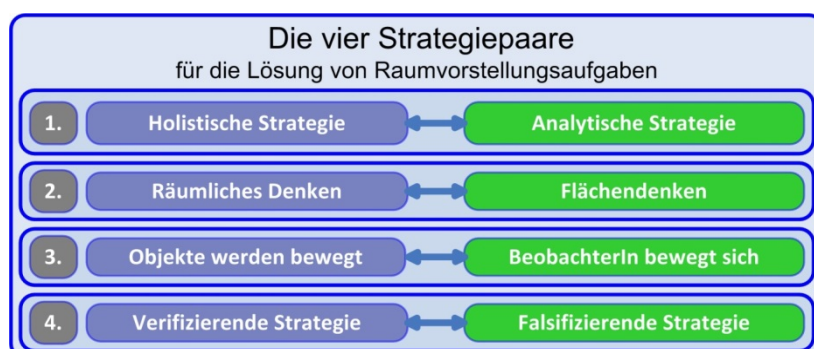 Die vier Strategiepaare
für die Lösung von Raumvorstellungsaufgaben
1. Holistische Strategie Analytische Strategie
2. Räumliches Denken Flächendenken
3. Objekte werden bewegt BeobachterIn bewegt sich
4. Verifizierende Strategie Falsifizierende Strategie